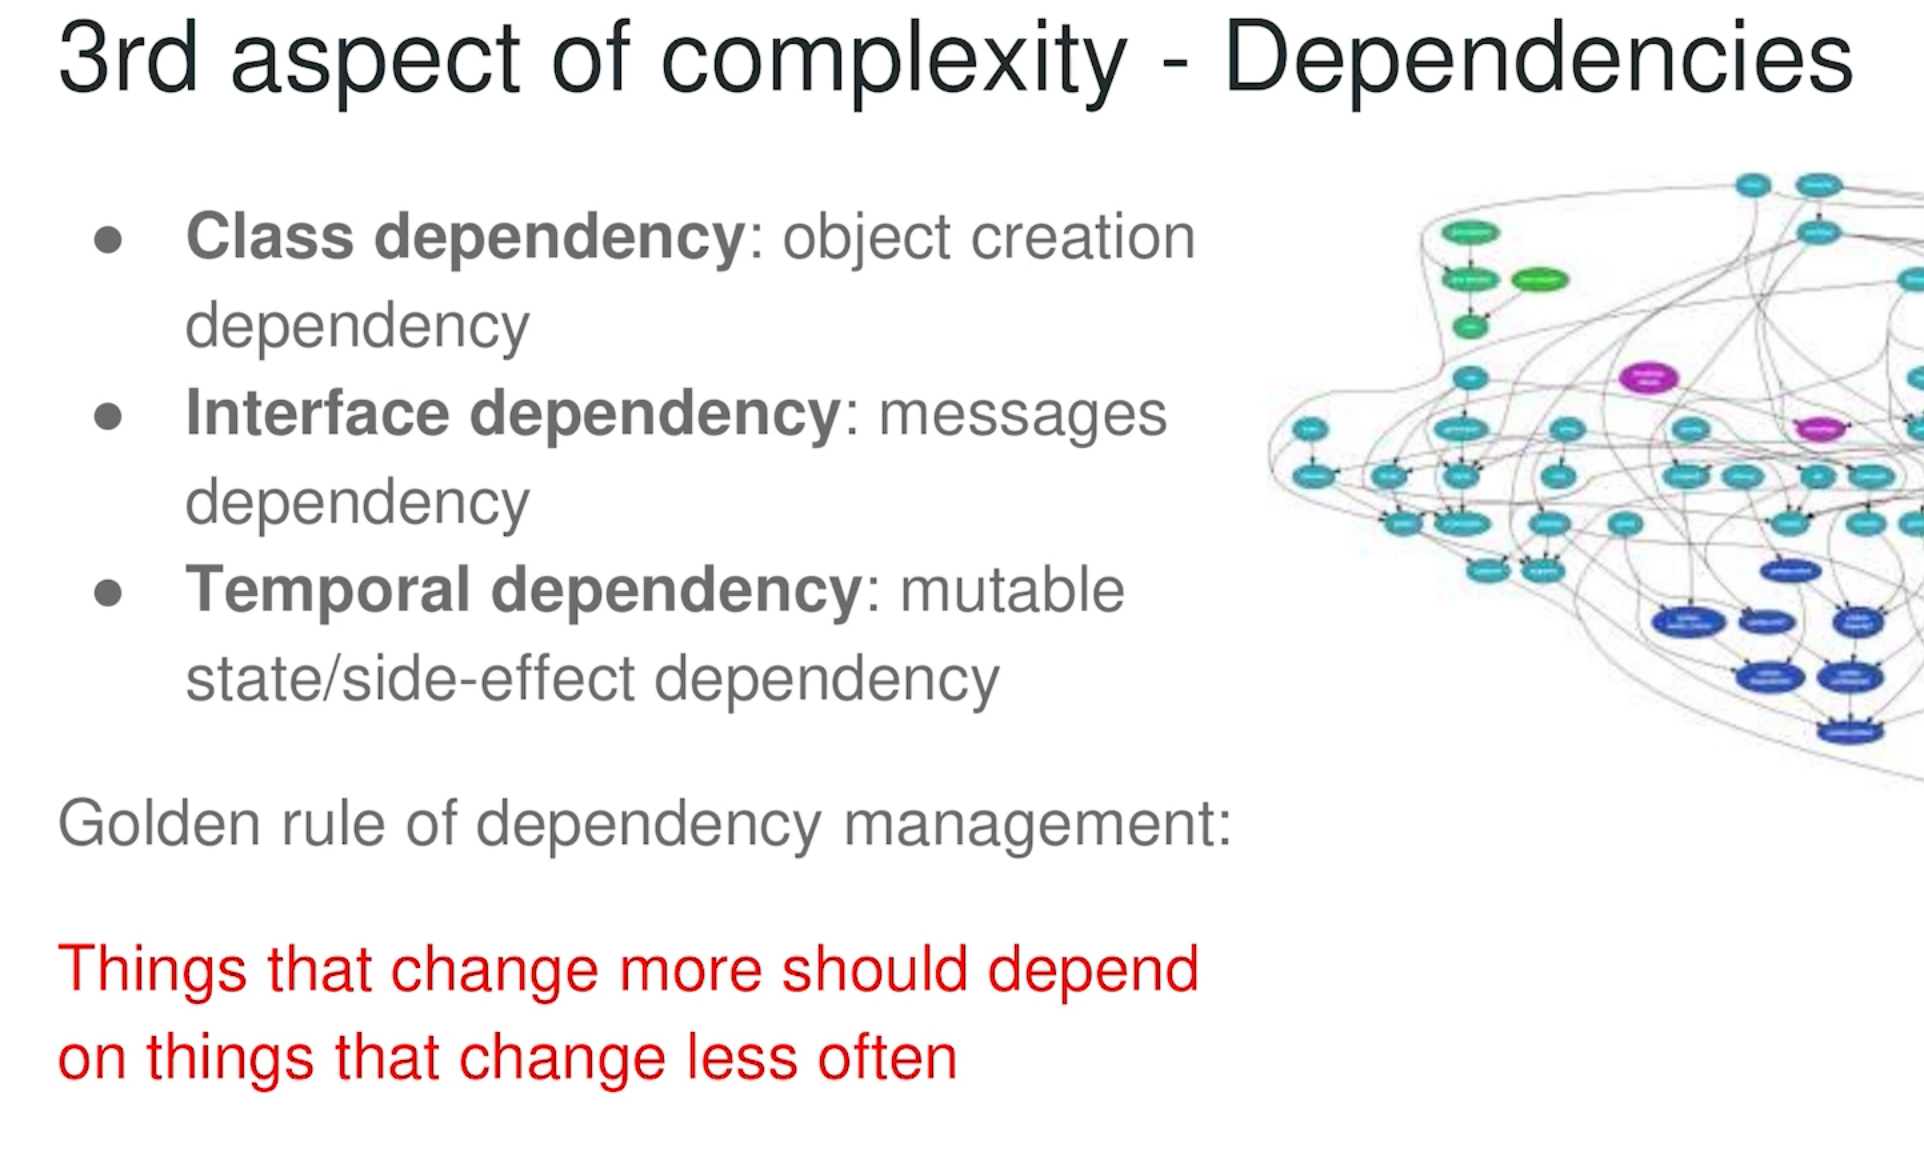 3rd aspect of complexity - Dependencies
● Class dependency: object creation
dependency
● Interface dependency: messages
dependency
● Temporal dependency: mutable
state/side-effect dependency
Golden rule of dependency management:
Things that change more should depend
on things that change less often